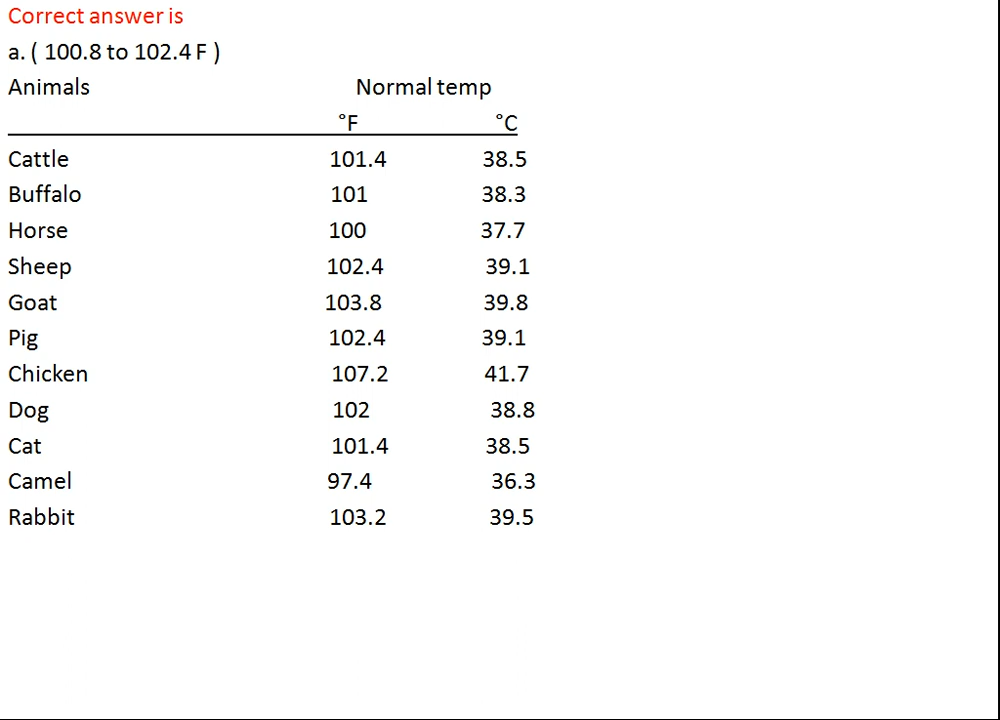 Correct answer is
a. ( 100.8 to 102.4 F )
Animals Normal temp
°F °C
Cattle 101.4 38.5
Buffalo 101 38.3
Horse 100 37.7
Sheep 102.4 39.1
Goat 103.8 39.8
Pig 102.4 39.1
Chicken 107.2 41.7
Dog 102 38.8
Cat 101.4 38.5
Camel 97.4 36.3
Rabbit 103.2 39.5